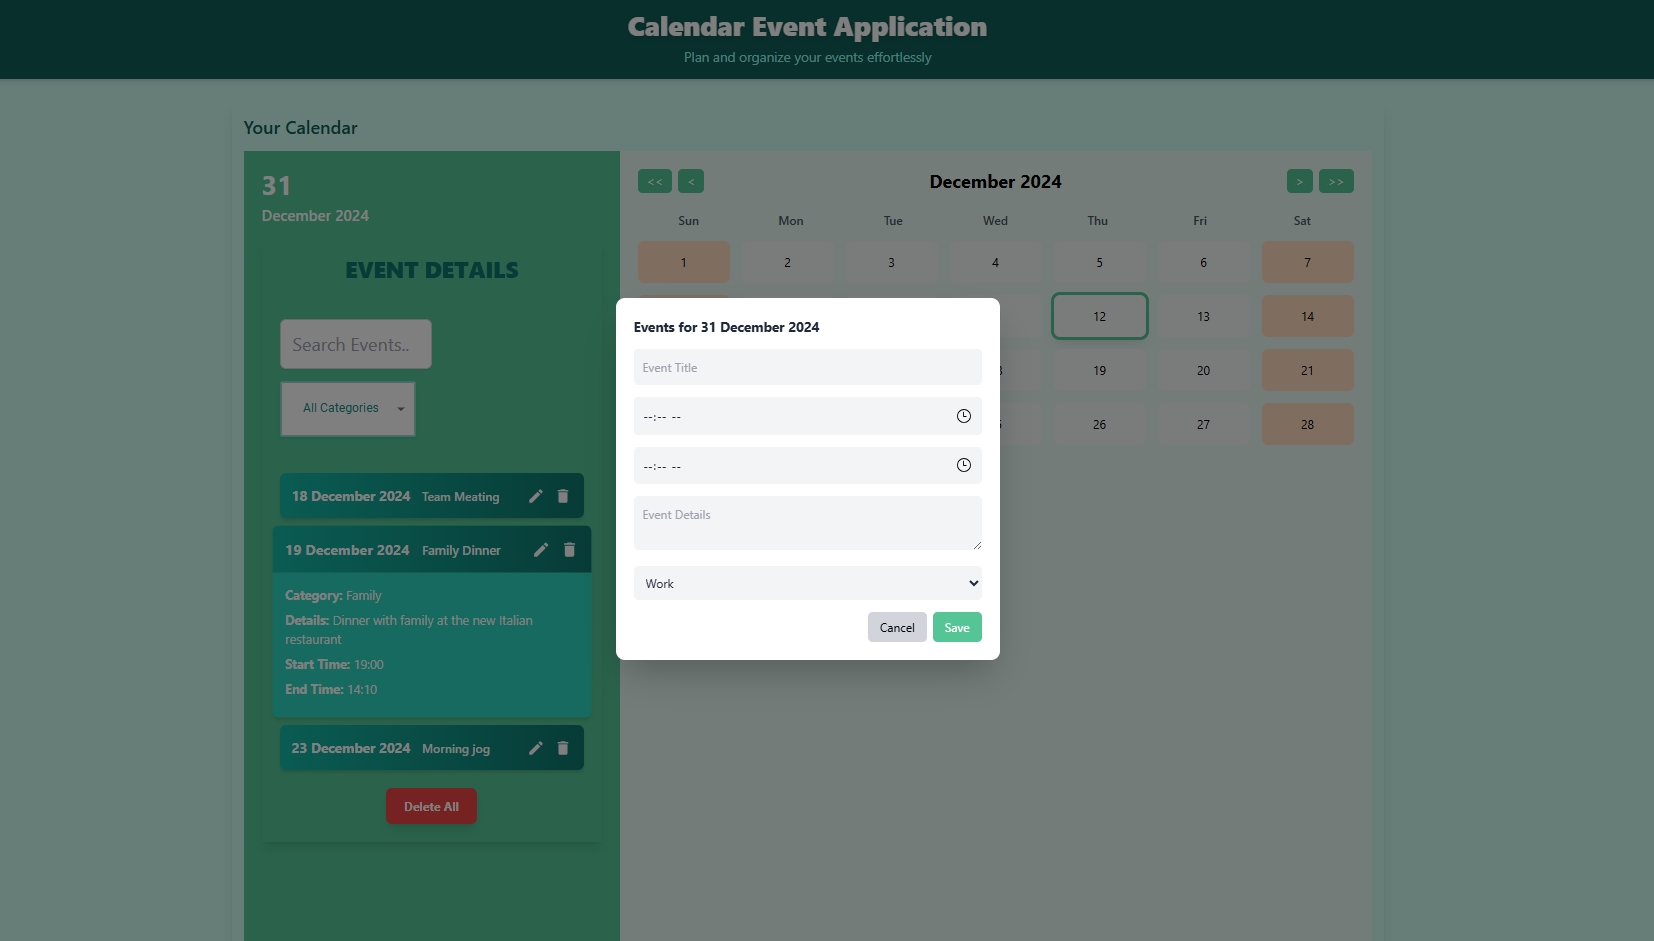 Calendar Event Application
Plan and organize your events effortlessly
Your Calendar
31
December 2024
EVENT DETAILS
Search Events..
All Categories
18 December 2024 Team Meating
19 December 2024 Family Dinner
Category: Family
Details: Dinner with family at the new Italian
restaurant
Start Time: 19:00
End Time: 14:10
23 December 2024 Morning jog
Delete All
<< < December 2024 > >>
Sun Mon Tue Wed Thu Fri Sat
1 2 3 4 5 6 7
12 13 14
19 20 21
26 27 28
Events for 31 December 2024
Event Title
--:-- --
--:-- --
Event Details
Work
Cancel Save